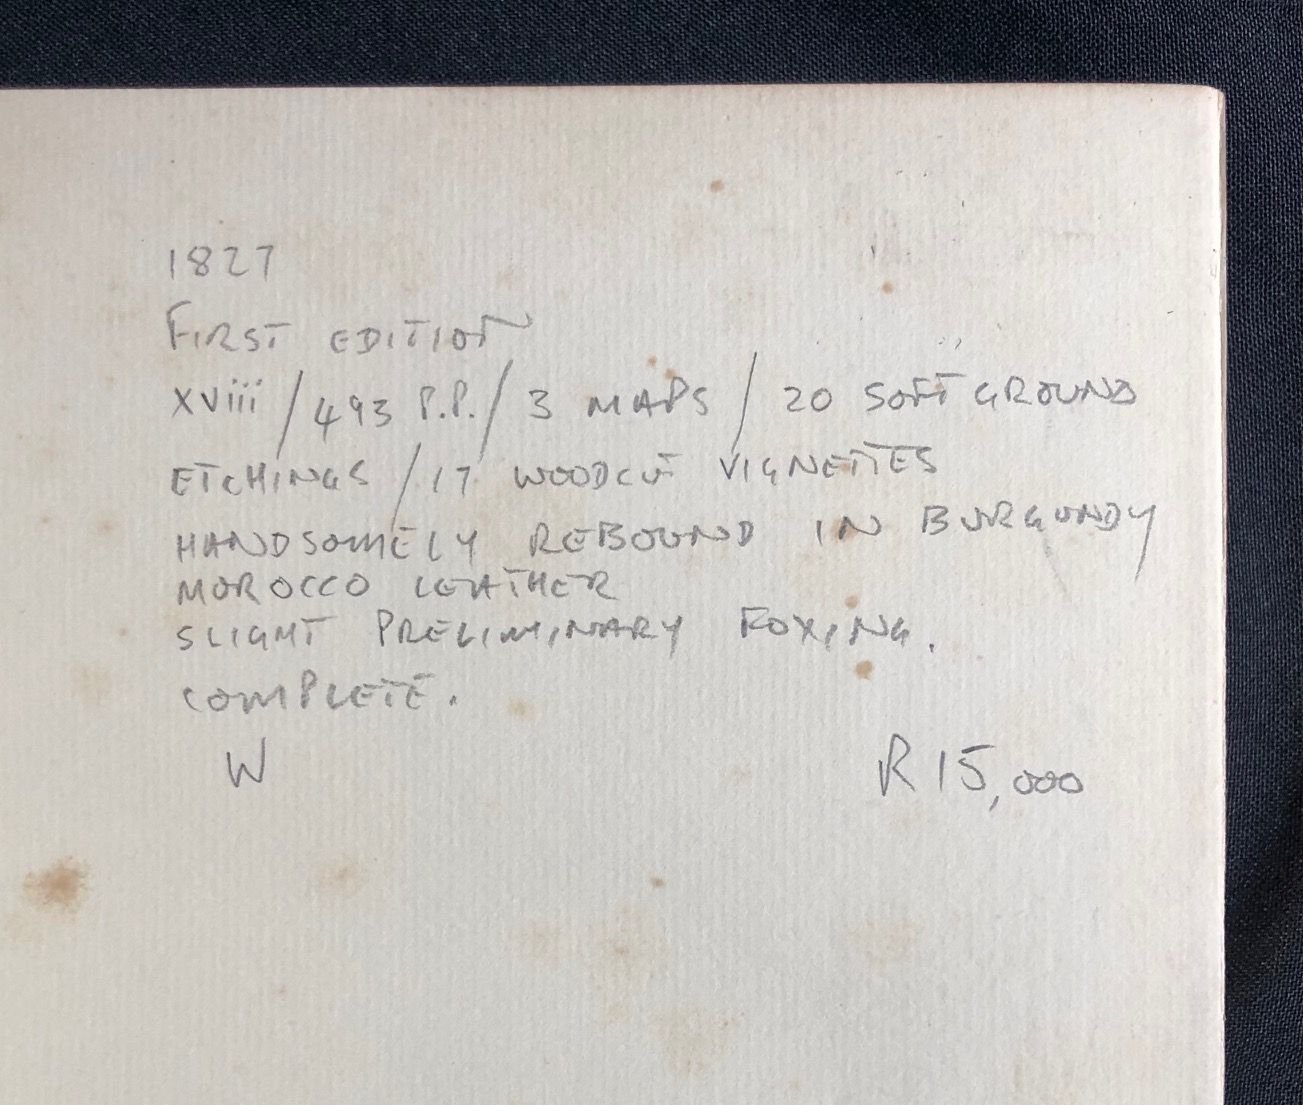 1827
FIRST EDITION
xviii / 493 P.P. / 3 MAPS / 20 SOFT GROUND
ETCHINGS / 17 WOODCUT VIGNETTES
HANDSOMELY REBOUND IN BURGUNDY
MOROCCO LEATHER
SLIGHT PRELIMINARY FOXING.
COMPLETE.
W R15,000